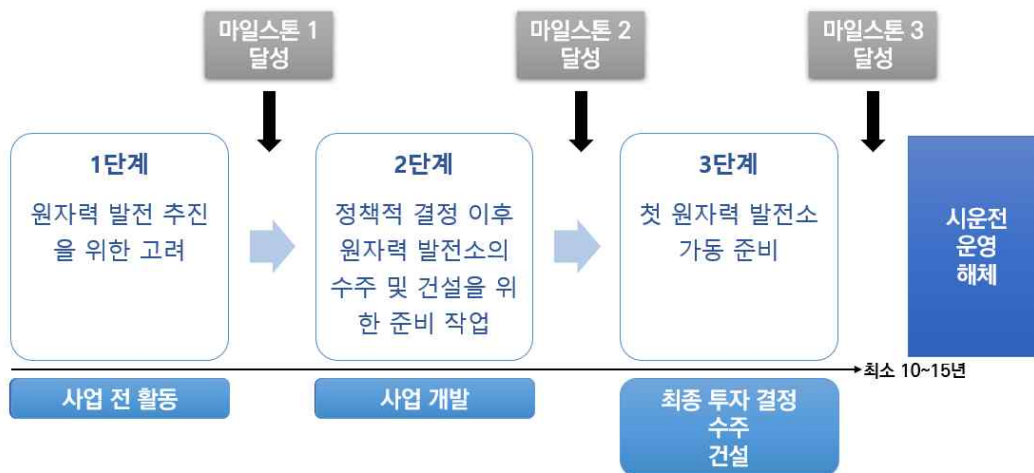 마일스톤 1
달성
마일스톤 2
달성
마일스톤 3
달성
1단계
원자력 발전 추진
을 위한 고려
2단계
정책적 결정 이후
원자력 발전소의
수주 및 건설을 위
한 준비 작업
3단계
첫 원자력 발전소
가동 준비
시운전
운영
해체
최소 10~15년
사업 전 활동
사업 개발
최종 투자 결정
수주
건설